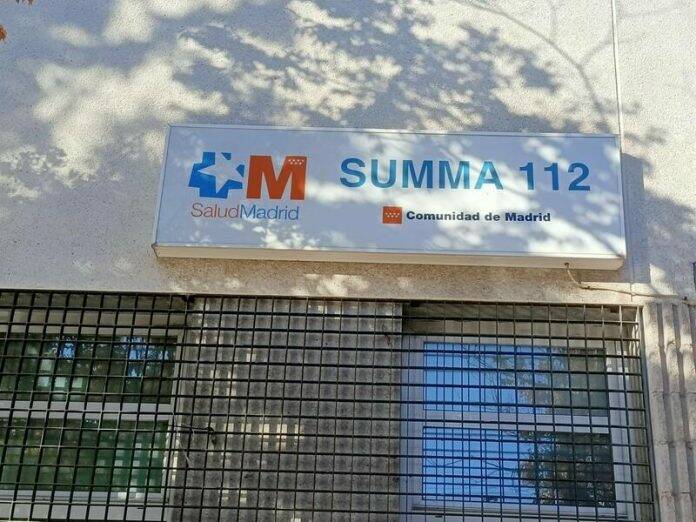 M
SaludMadrid
SUMMA 112
Comunidad de Madrid